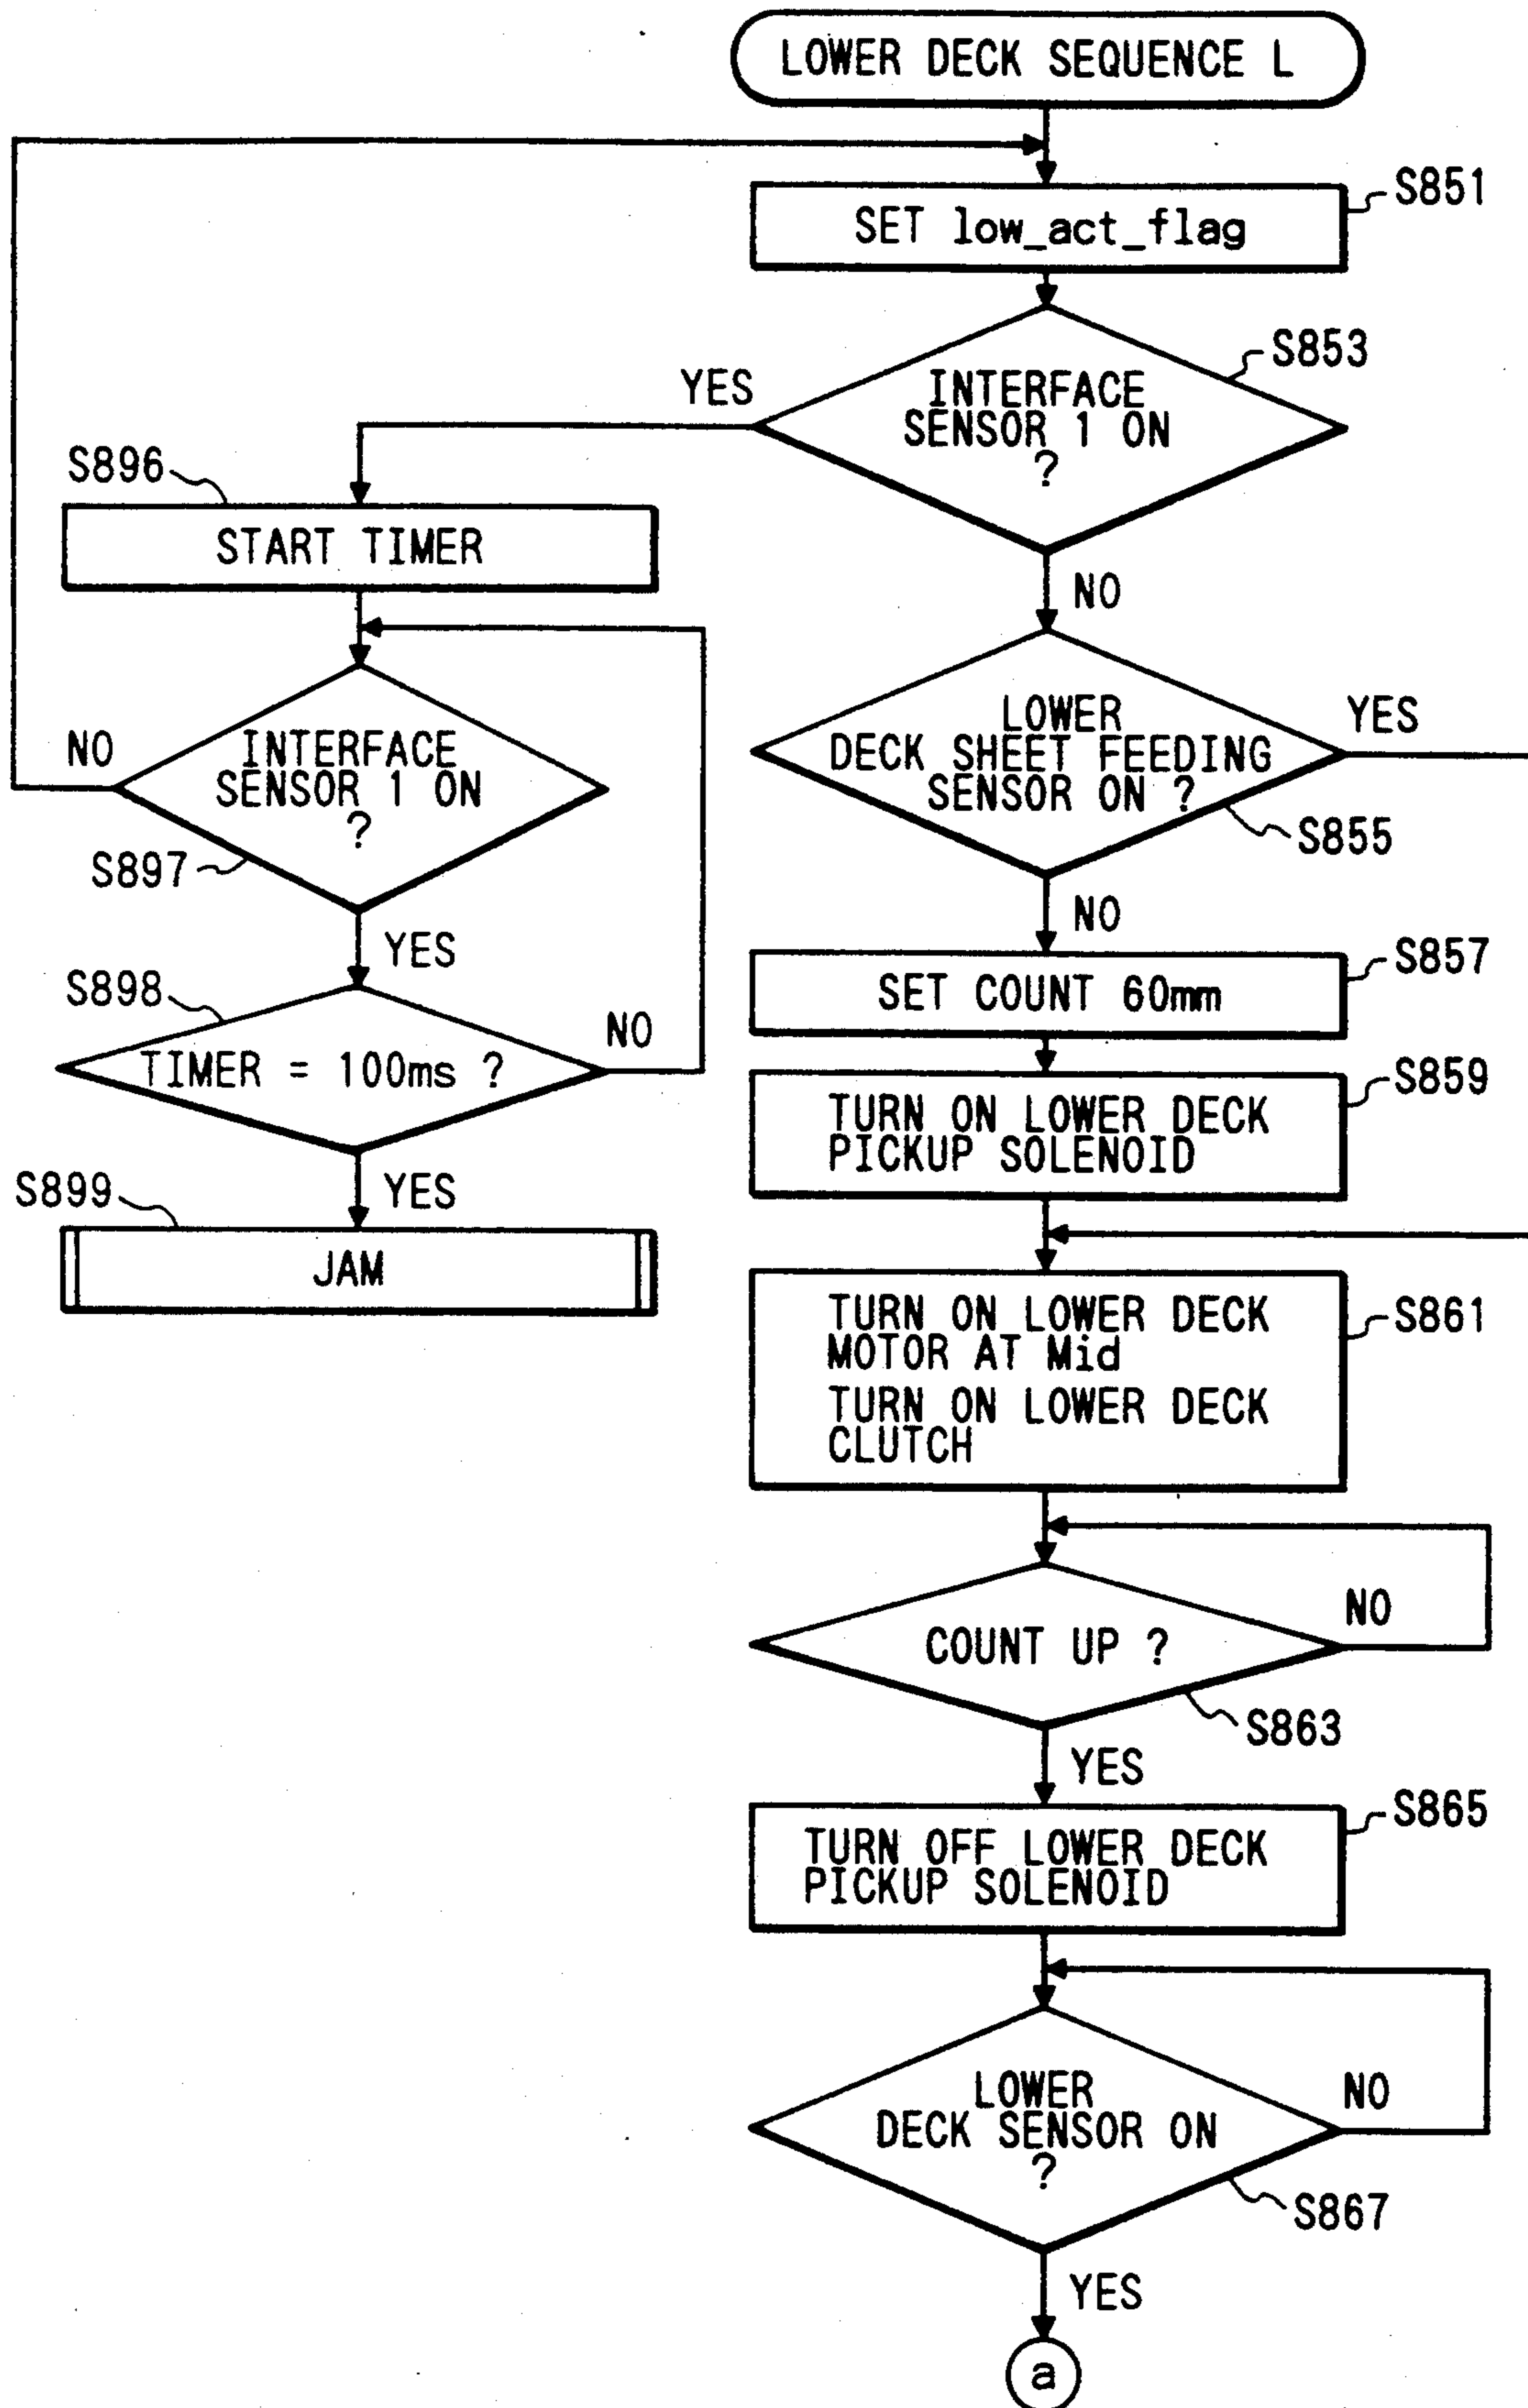 LOWER DECK SEQUENCE L
SET low_act_flag
S851
INTERFACE
SENSOR 1 ON
?
S853
YES
NO
S896
START TIMER
INTERFACE
SENSOR 1 ON
?
NO
S897
YES
S898
TIMER = 100ms ?
NO
YES
S899
JAM
LOWER
DECK SHEET FEEDING
SENSOR ON ?
YES
S855
NO
SET COUNT 60mm
S857
TURN ON LOWER DECK
PICKUP SOLENOID
S859
TURN ON LOWER DECK
MOTOR AT Mid
TURN ON LOWER DECK
CLUTCH
S861
COUNT UP ?
NO
S863
YES
TURN OFF LOWER DECK
PICKUP SOLENOID
S865
LOWER
DECK SENSOR ON
?
NO
S867
YES
a